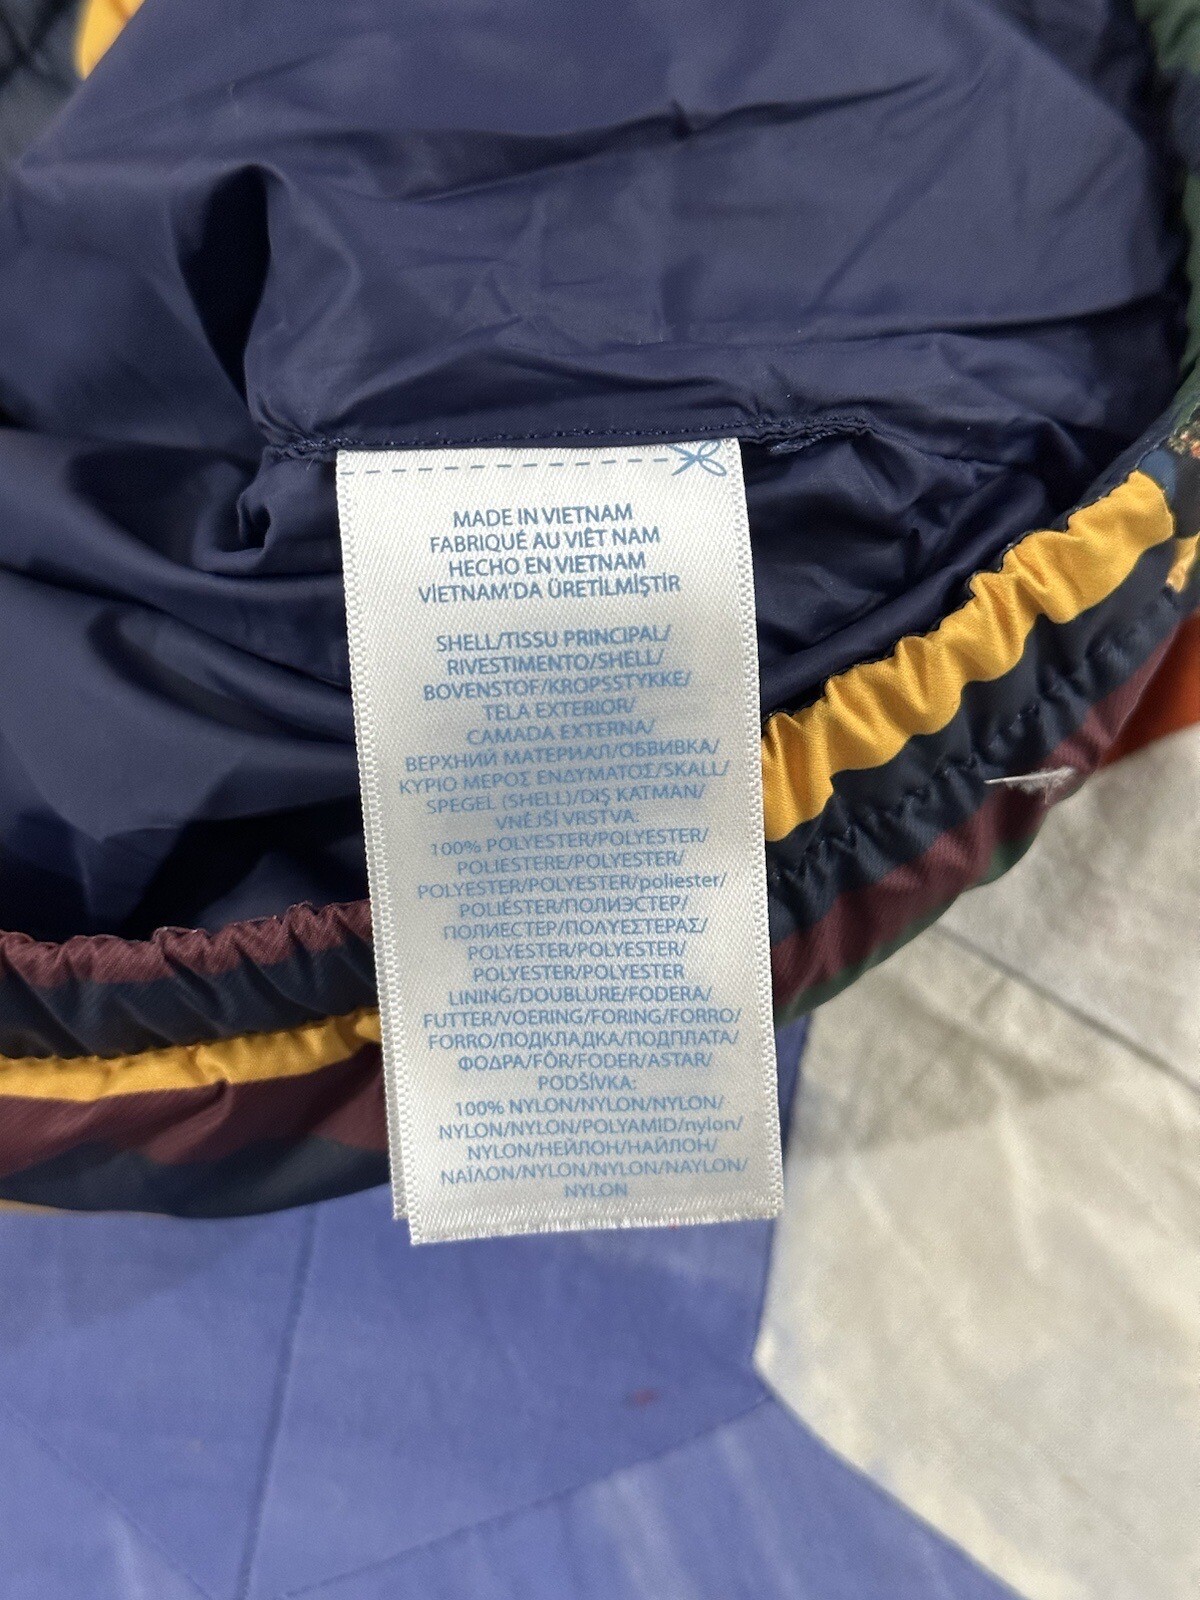 MADE IN VIETNAM
FABRIQUÉ AU VIÊT NAM
HECHO EN VIETNAM
VİETNAM'DA ÜRETİLMİŞTİR
SHELL/TISSU PRINCIPAL/
RIVESTIMENTO/SHELL/
BOVENSTOF/KROPSSTYKKE/
TELA EXTERIOR/
CAMADA EXTERNA/
ВЕРХНИЙ МАТЕРИАЛ/ОБВИВКА/
ΚΥΡΙΟ ΜΕΡΟΣ ΕΝΔΥΜΑΤΟΣ/SKALL/
SPEGEL (SHELL)/DIŞ KATMAN/
VNĚJŠÍ VRSTVA:
100% POLYESTER/POLYESTER/
POLIESTERE/POLYESTER/
POLYESTER/POLYESTER/poliester/
POLIÉSTER/ПОЛИЭСТЕР/
ПОЛИЕСТЕР/ΠΟΛΥΕΣΤΕΡΑΣ/
POLYESTER/POLYESTER/
POLYESTER/POLYESTER
LINING/DOUBLURE/FODERA/
FUTTER/VOERING/FORING/FORRO/
FORRO/ПОДКЛАДКА/ПОДПЛАТА/
ΦΟΔΡΑ/FÔR/FODER/ASTAR/
PODŠÍVKA:
100% NYLON/NYLON/NYLON/
NYLON/NYLON/POLYAMID/nylon/
NYLON/НЕЙЛОН/НАЙЛОН/
ΝΑΪΛΟΝ/NYLON/NYLON/NAYLON/
NYLON